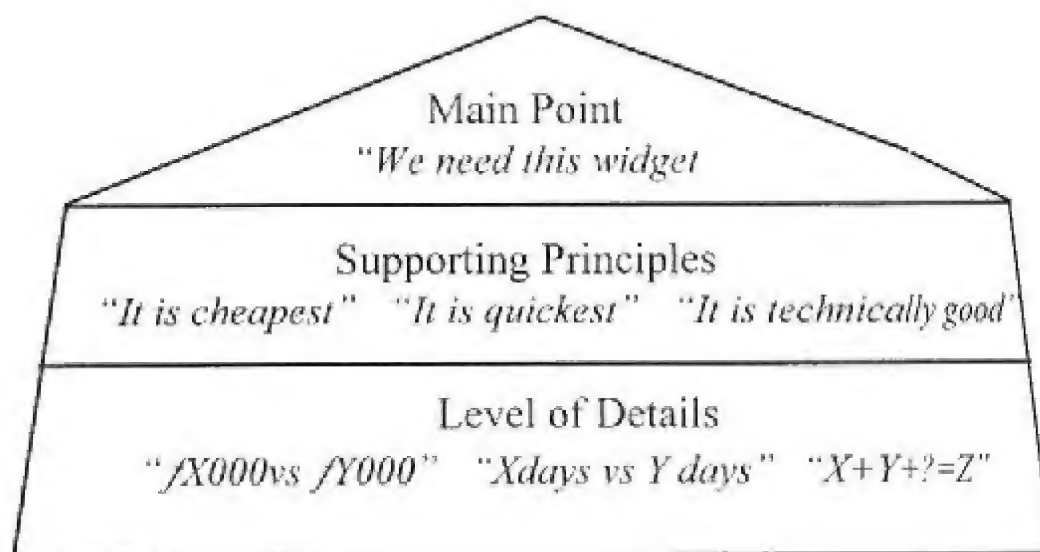 Main Point
“We need this widget
Supporting Principles
“It is cheapest” “It is quickest” “It is technically good’
Level of Details
“fX000vs fY000” “Xdays vs Y days” “X+Y+?=Z”